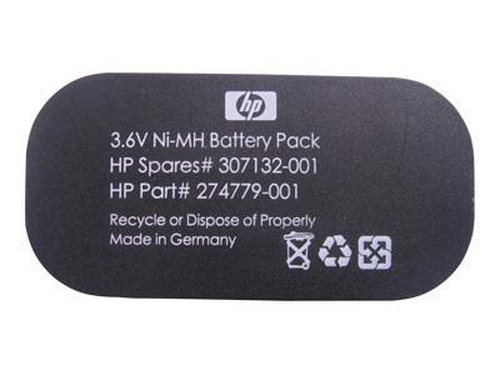 hp
3.6V Ni-MH Battery Pack
HP Spares# 307132-001
HP Part# 274779-001
Recycle or Dispose of Properly
Made in Germany